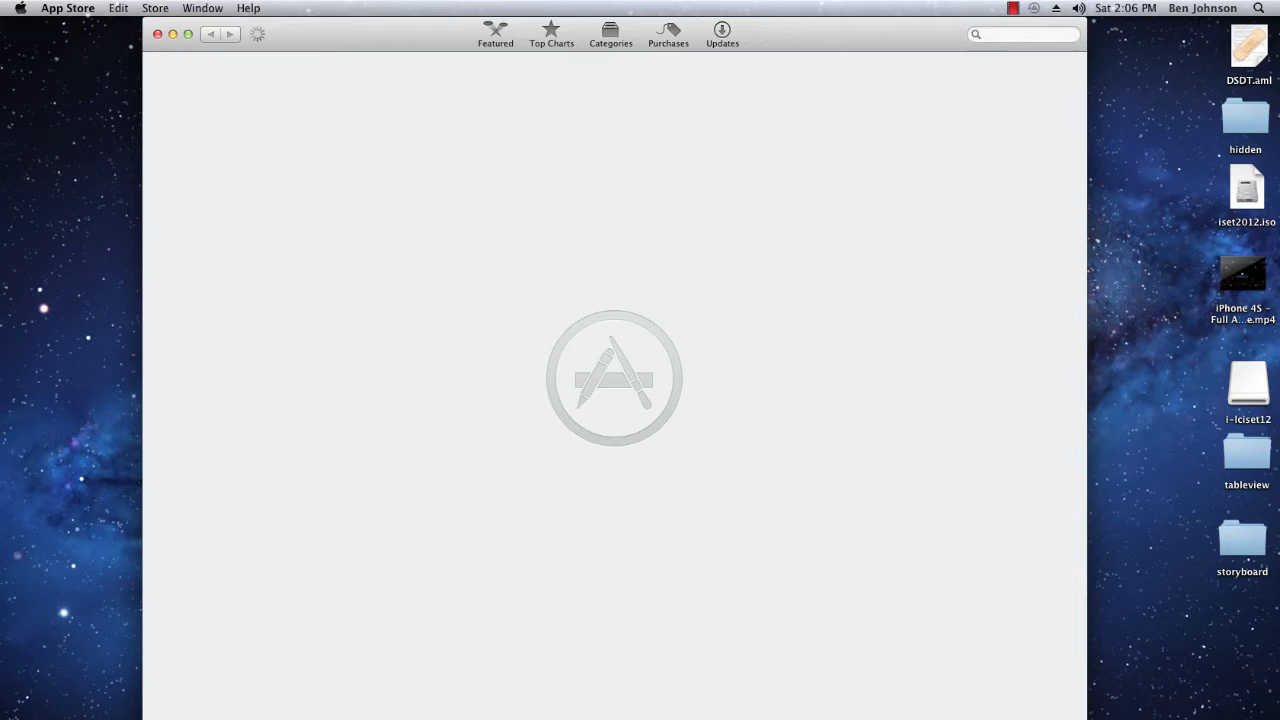 App Store Edit Store Window Help Sat 2:06 PM Ben Johnson
Featured Top Charts Categories Purchases Updates
DSDT.aml
hidden
iset2012.iso
iPhone 4S –
Full A...e.mp4
i-lciset12
tableview
storyboard